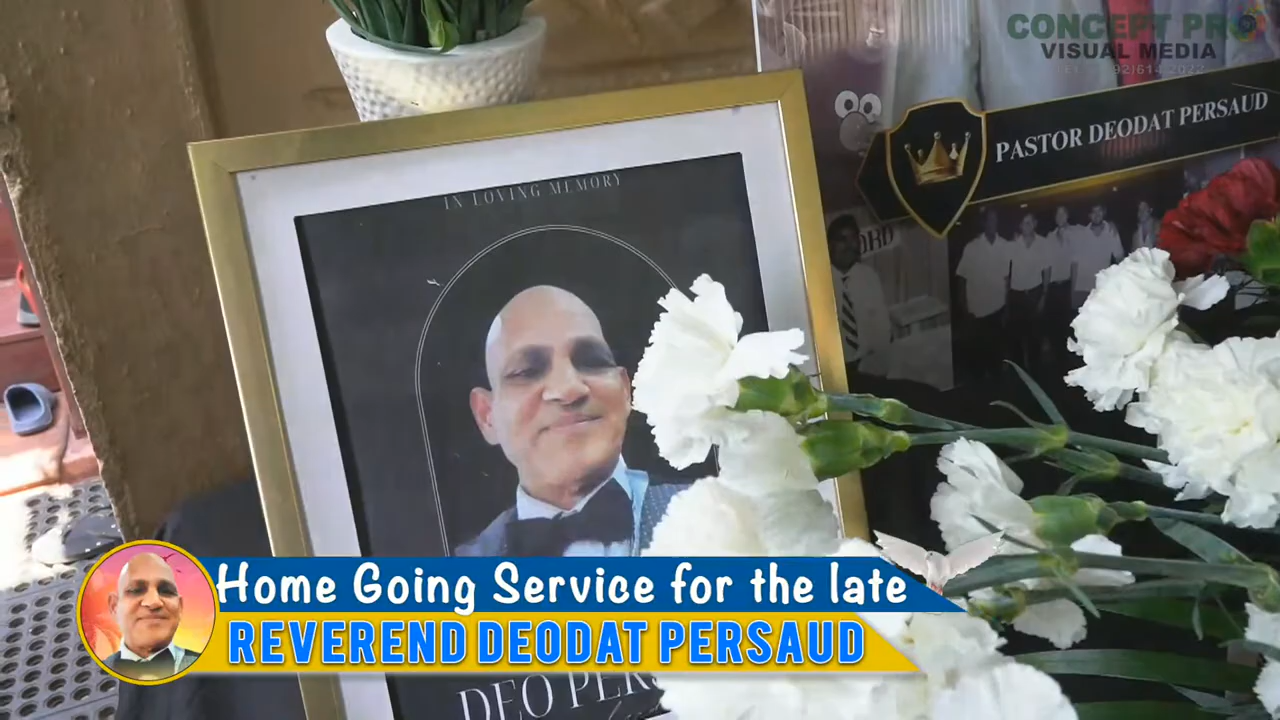 CONCEPT PRO
VISUAL MEDIA
PASTOR DEODAT PERSAUD
IN LOVING MEMORY
Home Going Service for the late
REVEREND DEODAT PERSAUD
DEO